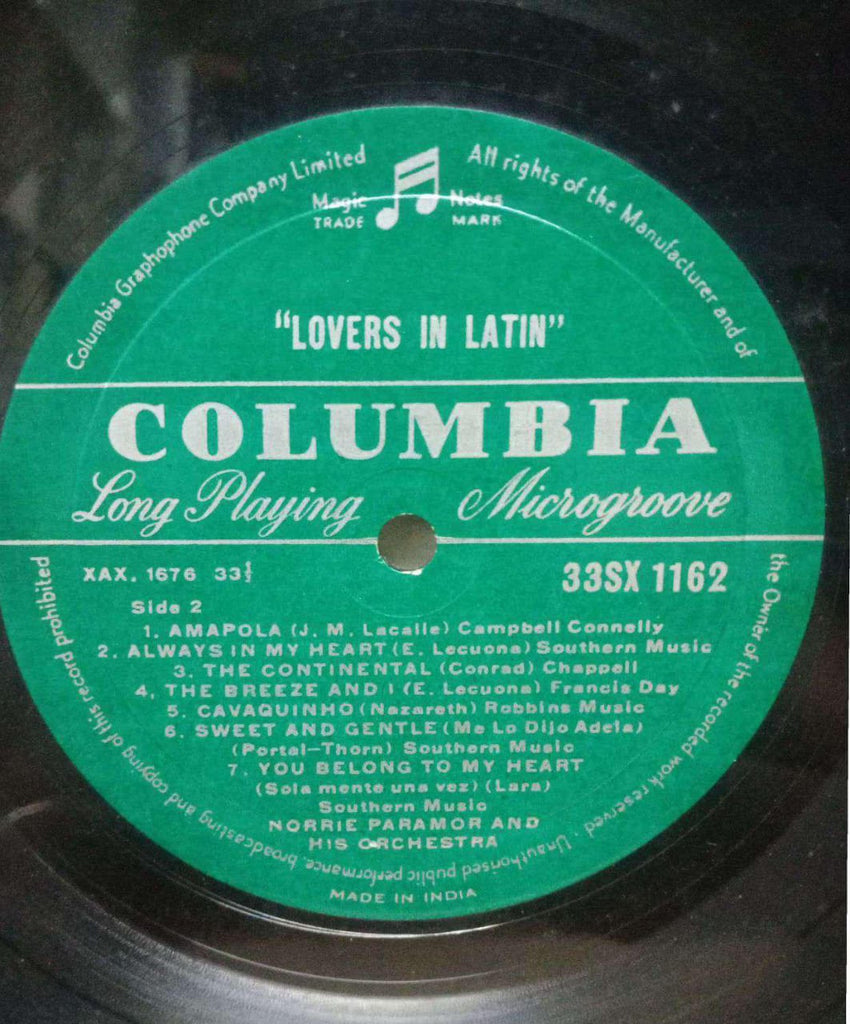 Columbia Graphophone Company Limited
All rights of the Manufacturer and of
the Owner of the recorded work reserved · Unauthorised public performance, broadcasting and copying of this record prohibited
Magic Notes
TRADE MARK
"LOVERS IN LATIN"
COLUMBIA
Long Playing Microgroove
XAX. 1676 33⅓
33SX 1162
Side 2
1. AMAPOLA (J. M. Lacalle) Campbell Connelly
2. ALWAYS IN MY HEART (E. Lecuona) Southern Music
3. THE CONTINENTAL (Conrad) Chappell
4. THE BREEZE AND I (E. Lecuona) Francis Day
5. CAVAQUINHO (Nazareth) Robbins Music
6. SWEET AND GENTLE (Me Lo Dijo Adela)
(Portal-Thorn) Southern Music
7. YOU BELONG TO MY HEART
(Sola mente una vez) (Lara)
Southern Music
NORRIE PARAMOR AND
HIS ORCHESTRA
MADE IN INDIA